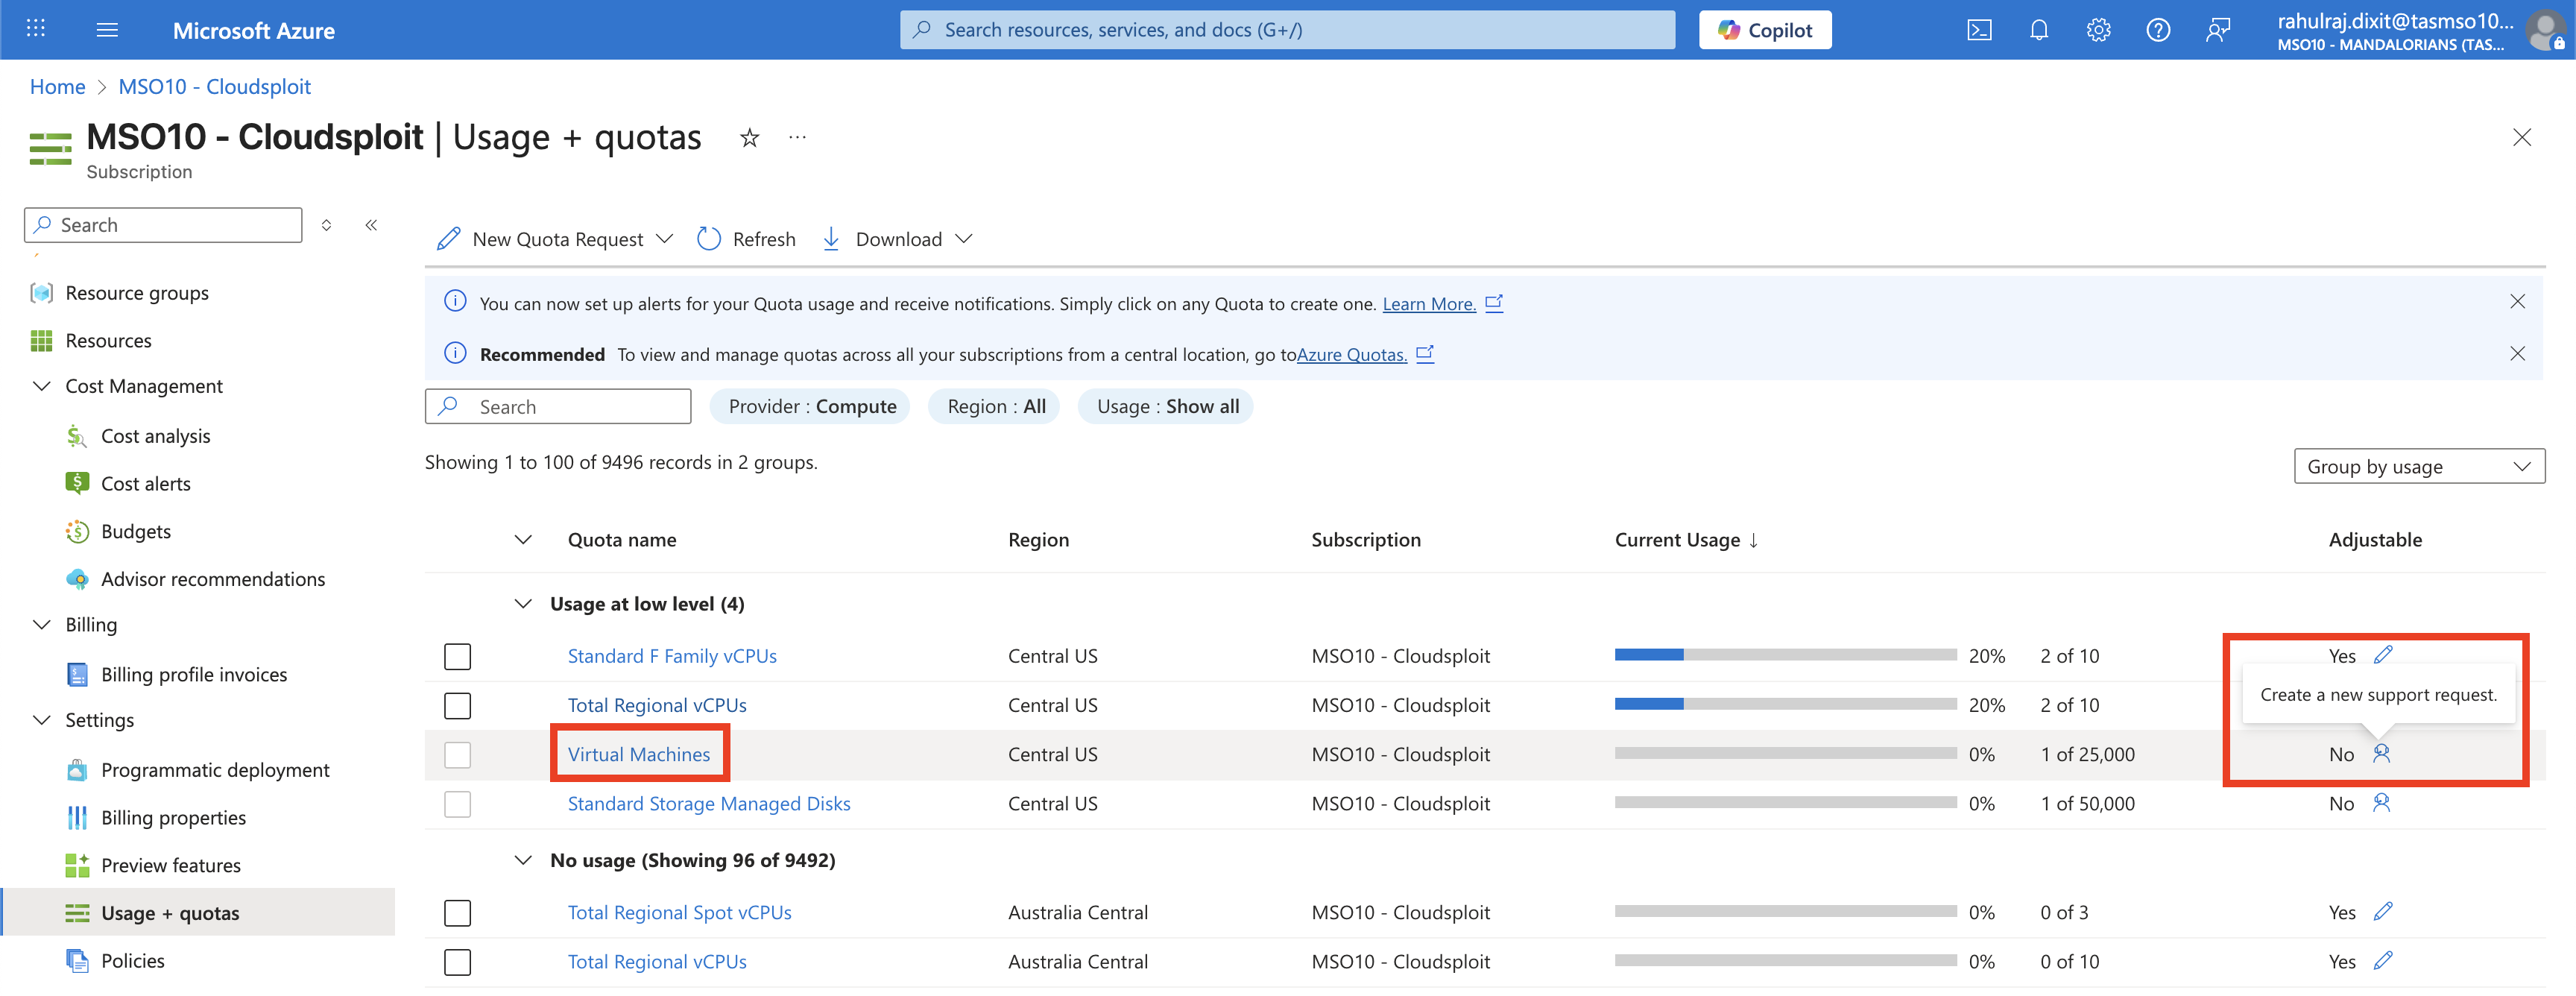 Microsoft Azure
Search resources, services, and docs (G+/)
Copilot
rahulraj.dixit@tasmso10...
MSO10 - MANDALORIANS (TAS...
Home > MSO10 - Cloudsploit
MSO10 - Cloudsploit | Usage + quotas
Subscription
Search
Resource groups
Resources
Cost Management
Cost analysis
Cost alerts
Budgets
Advisor recommendations
Billing
Billing profile invoices
Settings
Programmatic deployment
Billing properties
Preview features
Usage + quotas
Policies
New Quota Request
Refresh
Download
You can now set up alerts for your Quota usage and receive notifications. Simply click on any Quota to create one. Learn More.
Recommended To view and manage quotas across all your subscriptions from a central location, go toAzure Quotas.
Search
Provider : Compute
Region : All
Usage : Show all
Showing 1 to 100 of 9496 records in 2 groups.
Group by usage
Quota name Region Subscription Current Usage ↓ Adjustable
Usage at low level (4)
Standard F Family vCPUs Central US MSO10 - Cloudsploit 20% 2 of 10 Yes
Create a new support request.
Total Regional vCPUs Central US MSO10 - Cloudsploit 20% 2 of 10
Virtual Machines Central US MSO10 - Cloudsploit 0% 1 of 25,000 No
Standard Storage Managed Disks Central US MSO10 - Cloudsploit 0% 1 of 50,000 No
No usage (Showing 96 of 9492)
Total Regional Spot vCPUs Australia Central MSO10 - Cloudsploit 0% 0 of 3 Yes
Total Regional vCPUs Australia Central MSO10 - Cloudsploit 0% 0 of 10 Yes